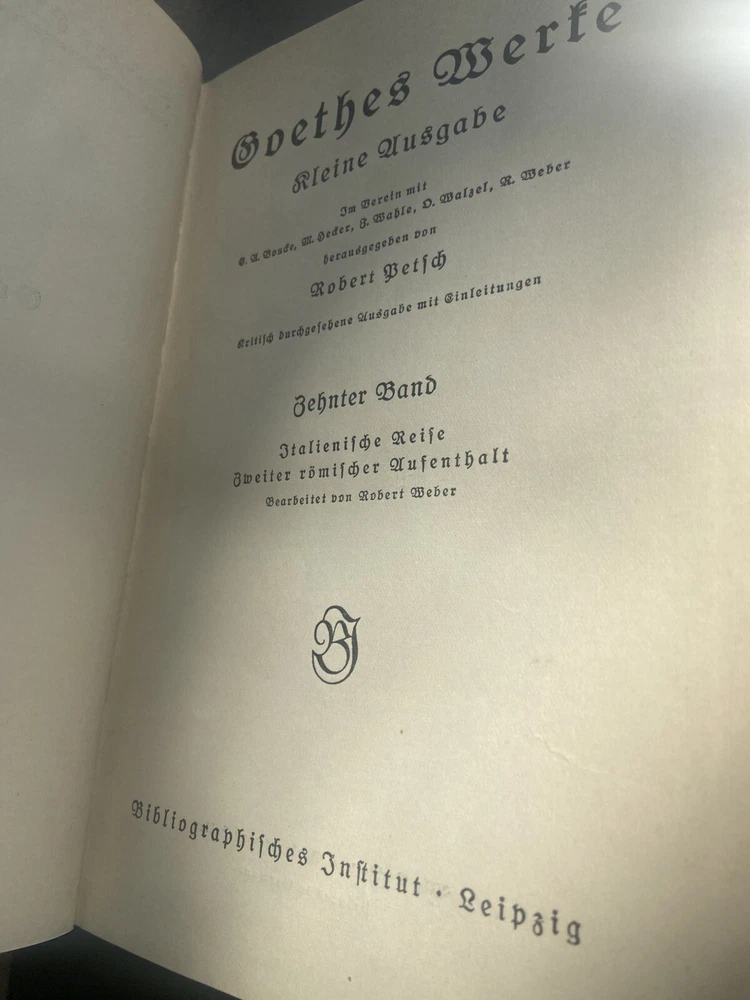 Goethes Werke
Kleine Ausgabe
Im Verein mit
E. A. Boucke, M. Hecker, J. Wahle, O. Walzel, R. Weber
herausgegeben von
Robert Petsch
Kritisch durchgesehene Ausgabe mit Einleitungen
Zehnter Band
Italienische Reise
Zweiter römischer Aufenthalt
Bearbeitet von Robert Weber
BJ
Bibliographisches Institut · Leipzig